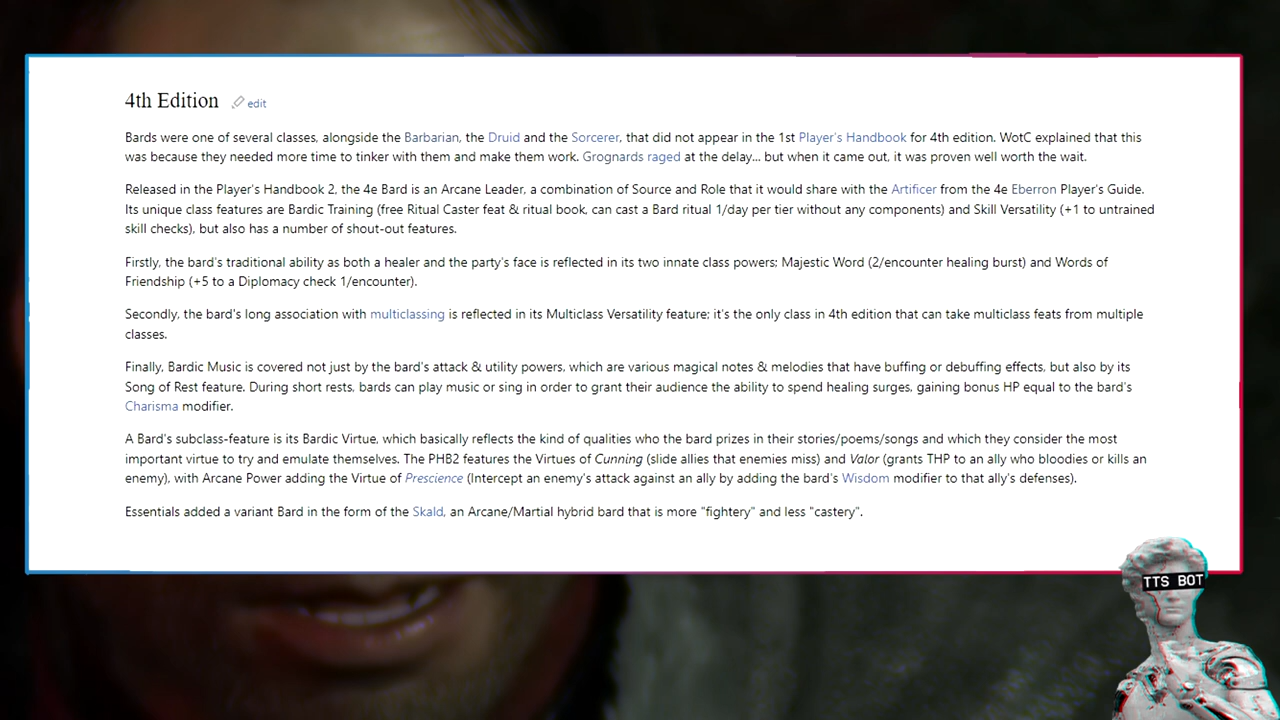 4th Edition edit
Bards were one of several classes, alongside the Barbarian, the Druid and the Sorcerer, that did not appear in the 1st Player's Handbook for 4th edition. WotC explained that this
was because they needed more time to tinker with them and make them work. Grognards raged at the delay... but when it came out, it was proven well worth the wait.
Released in the Player's Handbook 2, the 4e Bard is an Arcane Leader, a combination of Source and Role that it would share with the Artificer from the 4e Eberron Player's Guide.
Its unique class features are Bardic Training (free Ritual Caster feat & ritual book, can cast a Bard ritual 1/day per tier without any components) and Skill Versatility (+1 to untrained
skill checks), but also has a number of shout-out features.
Firstly, the bard's traditional ability as both a healer and the party's face is reflected in its two innate class powers; Majestic Word (2/encounter healing burst) and Words of
Friendship (+5 to a Diplomacy check 1/encounter).
Secondly, the bard's long association with multiclassing is reflected in its Multiclass Versatility feature; it's the only class in 4th edition that can take multiclass feats from multiple
classes.
Finally, Bardic Music is covered not just by the bard's attack & utility powers, which are various magical notes & melodies that have buffing or debuffing effects, but also by its
Song of Rest feature. During short rests, bards can play music or sing in order to grant their audience the ability to spend healing surges, gaining bonus HP equal to the bard's
Charisma modifier.
A Bard's subclass-feature is its Bardic Virtue, which basically reflects the kind of qualities who the bard prizes in their stories/poems/songs and which they consider the most
important virtue to try and emulate themselves. The PHB2 features the Virtues of Cunning (slide allies that enemies miss) and Valor (grants THP to an ally who bloodies or kills an
enemy), with Arcane Power adding the Virtue of Prescience (Intercept an enemy's attack against an ally by adding the bard's Wisdom modifier to that ally's defenses).
Essentials added a variant Bard in the form of the Skald, an Arcane/Martial hybrid bard that is more "fightery" and less "castery".
TTS BOT